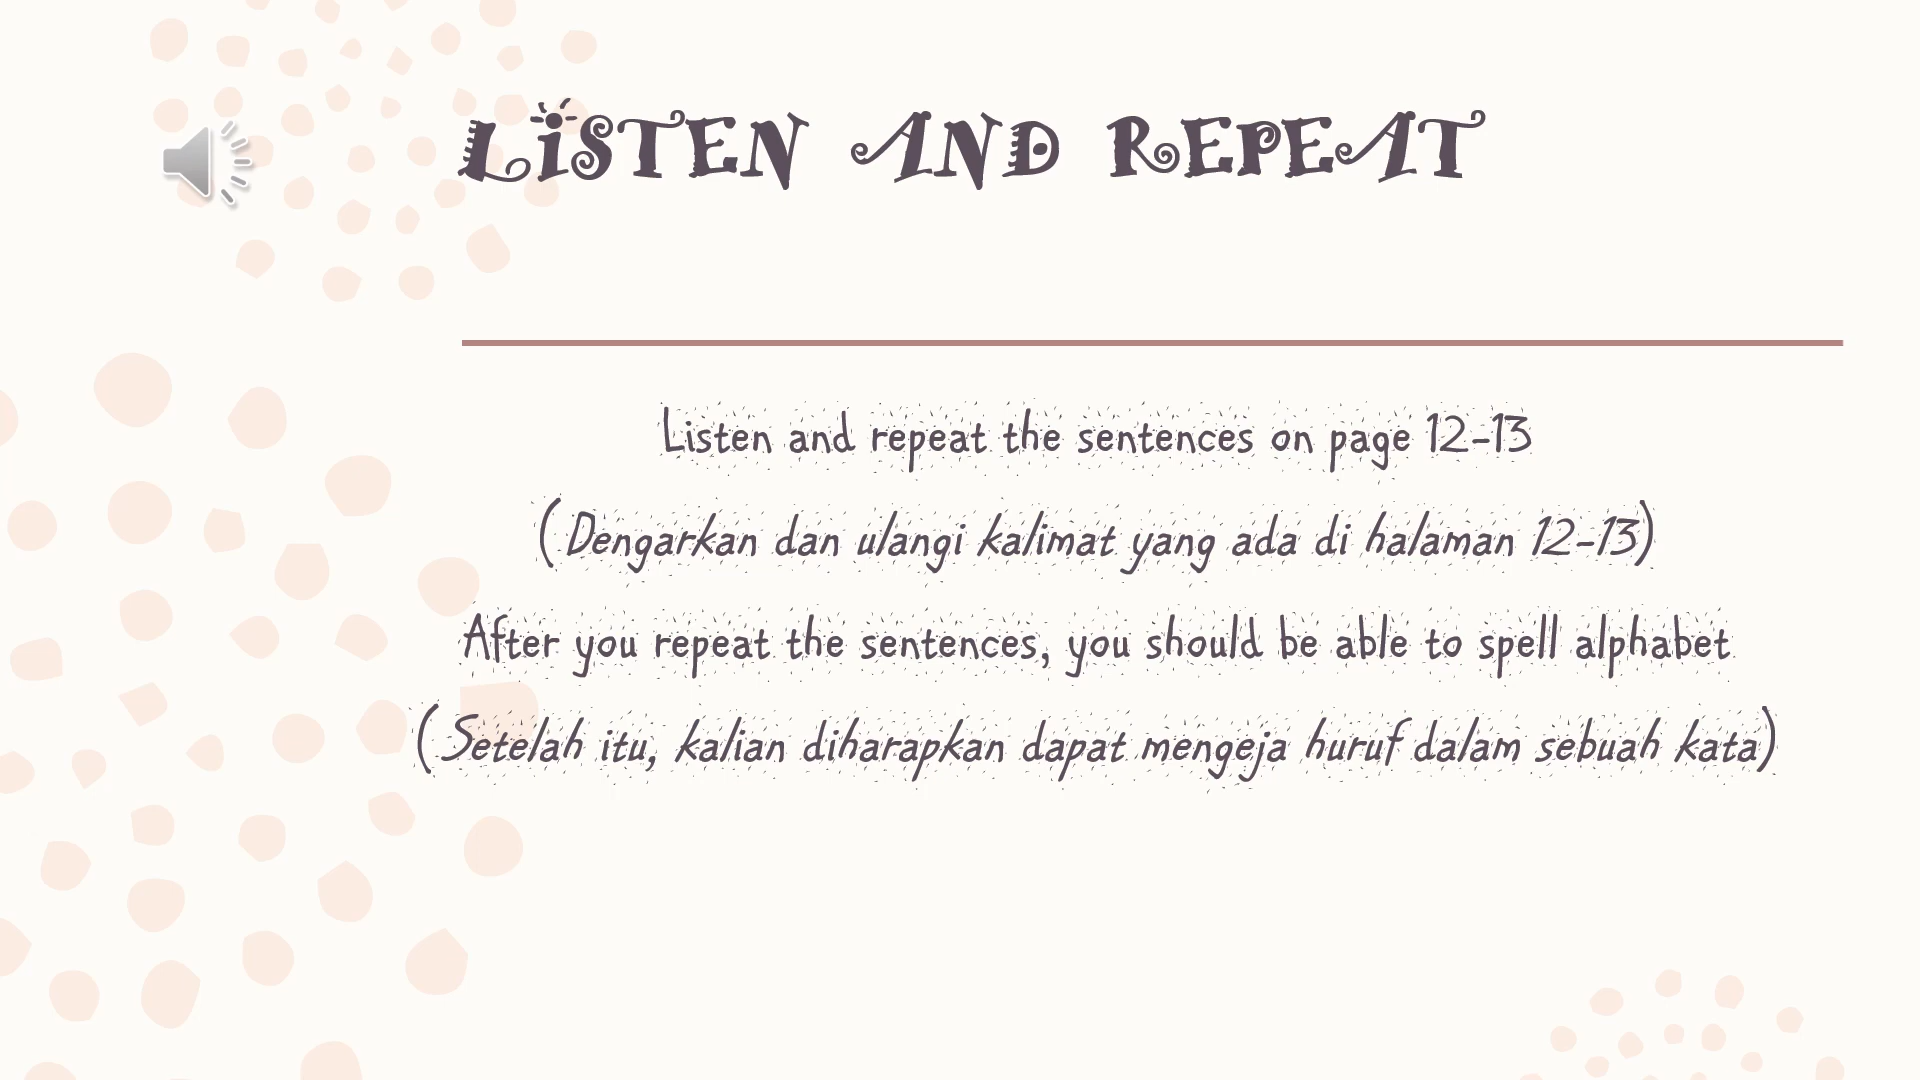 LiSTEN AND REPEAT
Listen and repeat the sentences on page 12-13
(Dengarkan dan ulangi kalimat yang ada di halaman 12-13)
After you repeat the sentences, you should be able to spell alphabet
(Setelah itu, kalian diharapkan dapat mengeja huruf dalam sebuah kata)